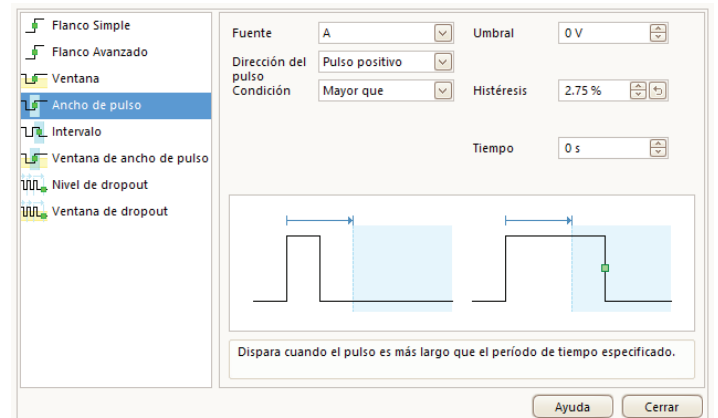 Flanco Simple
Flanco Avanzado
Ventana
Ancho de pulso
Intervalo
Ventana de ancho de pulso
Nivel de dropout
Ventana de dropout
Fuente A Umbral 0 V
Dirección del pulso Pulso positivo
Condición Mayor que Histéresis 2.75 %
Tiempo 0 s
Dispara cuando el pulso es más largo que el período de tiempo especificado.
Ayuda Cerrar